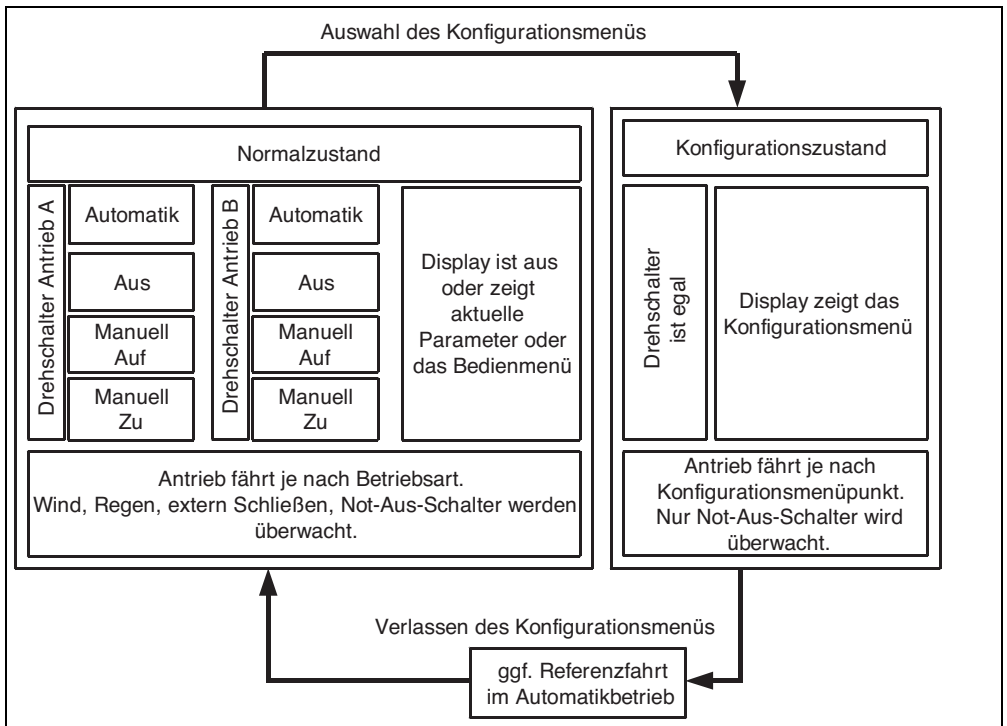 Auswahl des Konfigurationsmenüs
Normalzustand
Drehschalter Antrieb A
Automatik
Aus
Manuell
Auf
Manuell
Zu
Drehschalter Antrieb B
Automatik
Aus
Manuell
Auf
Manuell
Zu
Display ist aus
oder zeigt
aktuelle
Parameter oder
das Bedienmenü
Antrieb fährt je nach Betriebsart.
Wind, Regen, extern Schließen, Not-Aus-Schalter werden
überwacht.
Konfigurationszustand
Drehschalter
ist egal
Display zeigt das
Konfigurationsmenü
Antrieb fährt je nach
Konfigurationsmenüpunkt.
Nur Not-Aus-Schalter wird
überwacht.
Verlassen des Konfigurationsmenüs
ggf. Referenzfahrt
im Automatikbetrieb